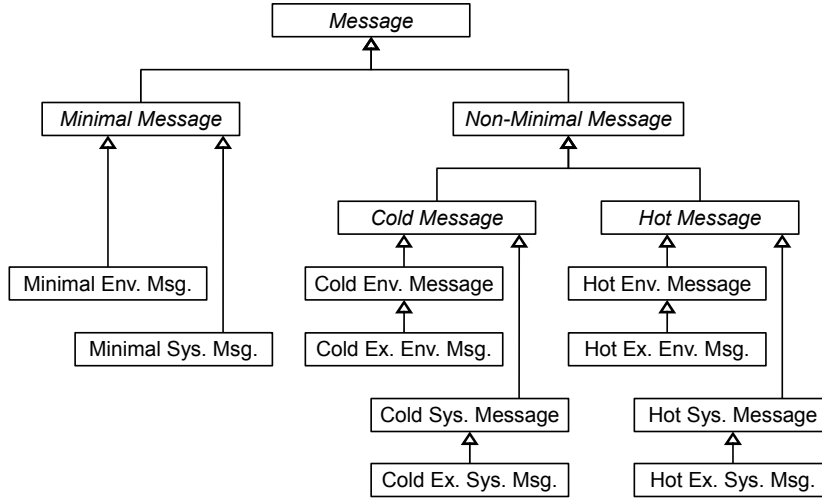 Message
Minimal Message
Non-Minimal Message
Cold Message
Hot Message
Minimal Env. Msg.
Cold Env. Message
Hot Env. Message
Minimal Sys. Msg.
Cold Ex. Env. Msg.
Hot Ex. Env. Msg.
Cold Sys. Message
Hot Sys. Message
Cold Ex. Sys. Msg.
Hot Ex. Sys. Msg.